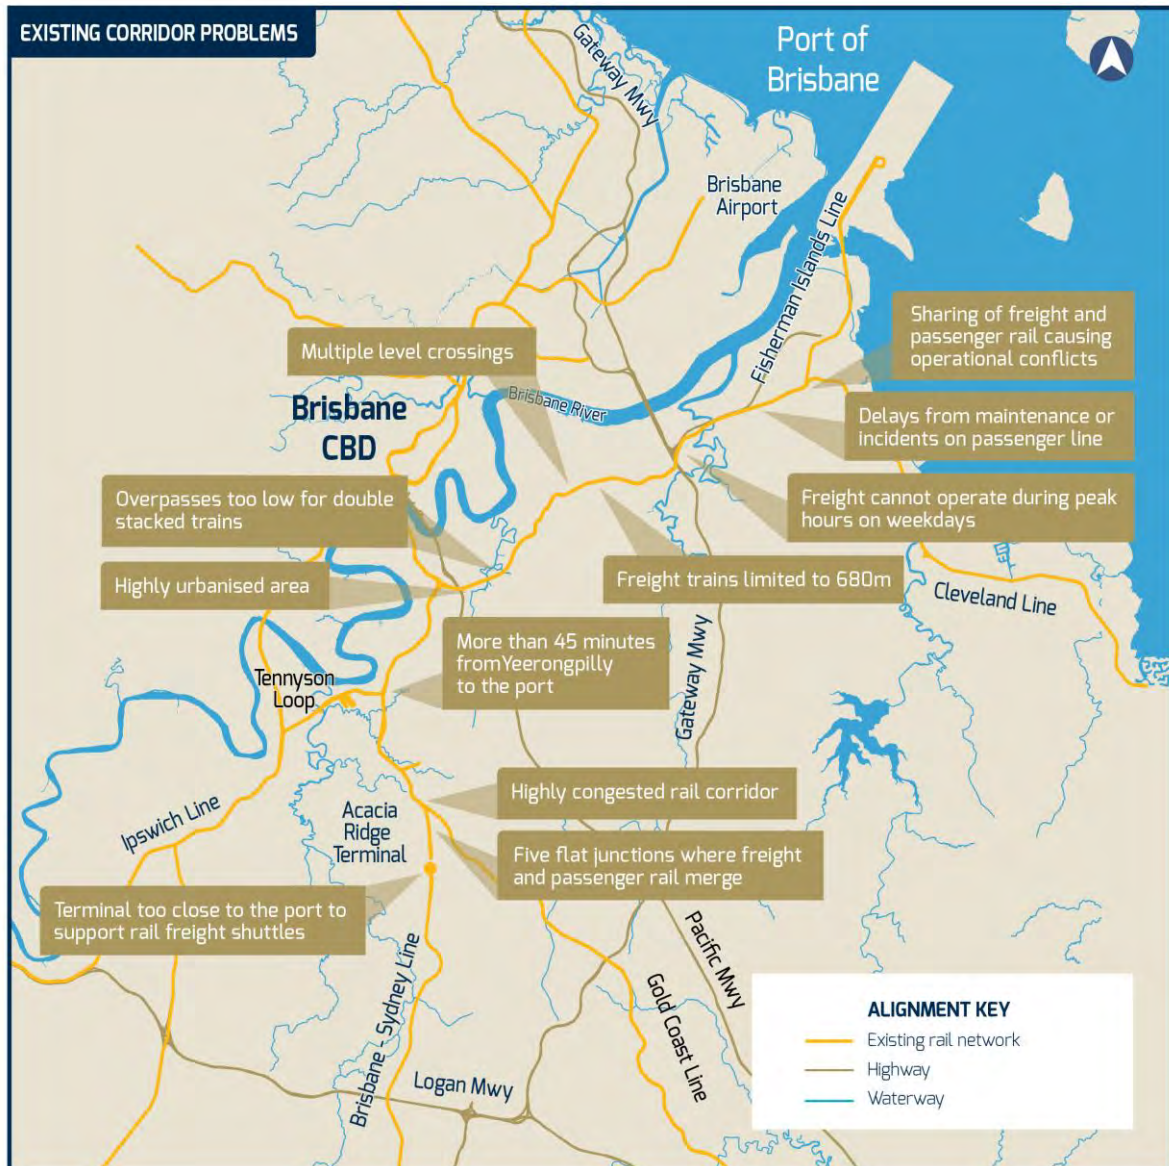 EXISTING CORRIDOR PROBLEMS
Gateway Mwy
Port of
Brisbane
Brisbane
Airport
Fisherman Islands Line
Sharing of freight and
passenger rail causing
operational conflicts
Multiple level crossings
Brisbane River
Brisbane
CBD
Delays from maintenance or
incidents on passenger line
Overpasses too low for double
stacked trains
Freight cannot operate during peak
hours on weekdays
Highly urbanised area
Freight trains limited to 680m
Cleveland Line
More than 45 minutes
fromYeerongpilly
to the port
Tennyson
Loop
Gateway Mwy
Highly congested rail corridor
Ipswich Line
Acacia
Ridge
Terminal
Five flat junctions where freight
and passenger rail merge
Terminal too close to the port to
support rail freight shuttles
Pacific Mwy
Brisbane - Sydney Line
Gold Coast Line
Logan Mwy
ALIGNMENT KEY
Existing rail network
Highway
Waterway